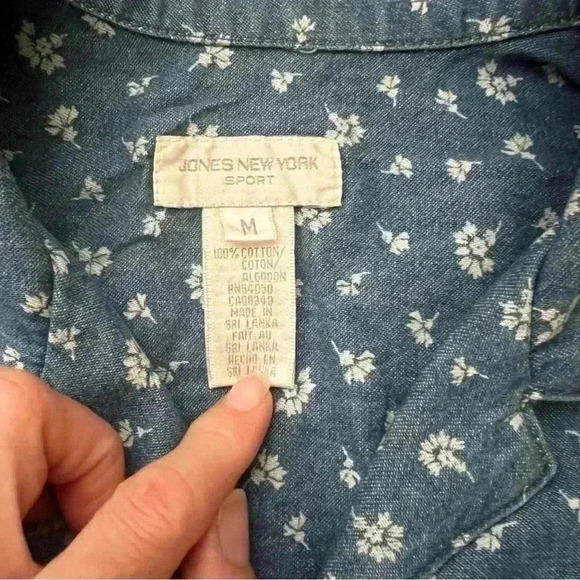 JONES NEW YORK
SPORT
M
100% COTTON/
COTON/
ALGODON
RN54050
CA08349
MADE IN
SRI LANKA
FAIT AU
SRI LANKA
HECHO EN
SRI LANKA